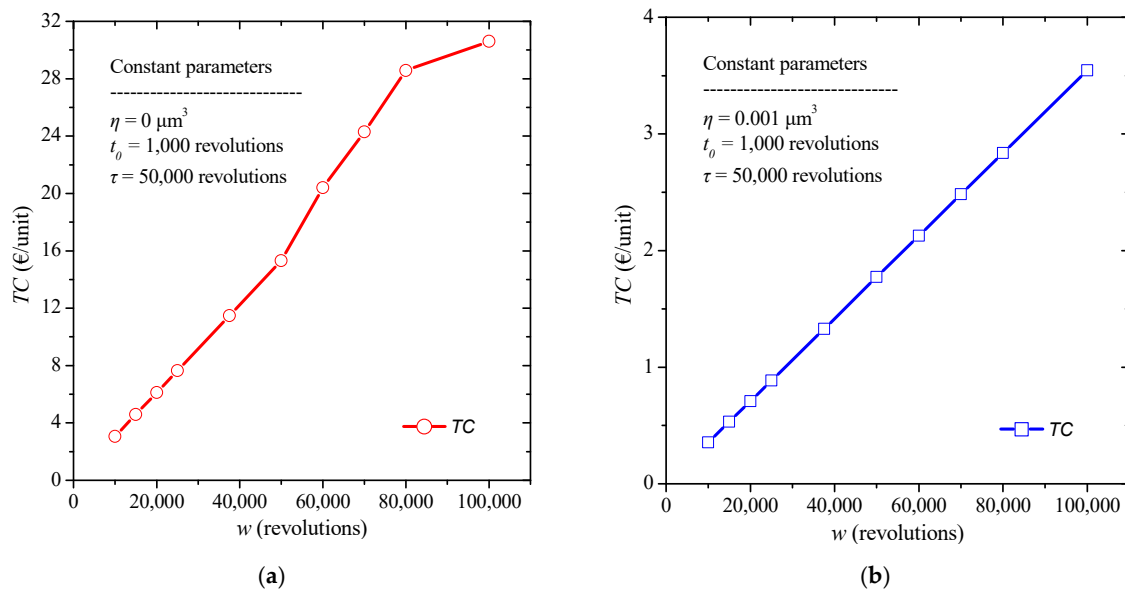 32
28
24
20
16
12
8
4
0
TC (€/unit)
Constant parameters
-----------------------------
η = 0 μm³
t₀ = 1,000 revolutions
τ = 50,000 revolutions
TC
0 20,000 40,000 60,000 80,000 100,000
w (revolutions)
(a)
4
3
2
1
0
TC (€/unit)
Constant parameters
-----------------------------
η = 0.001 μm³
t₀ = 1,000 revolutions
τ = 50,000 revolutions
TC
0 20,000 40,000 60,000 80,000 100,000
w (revolutions)
(b)